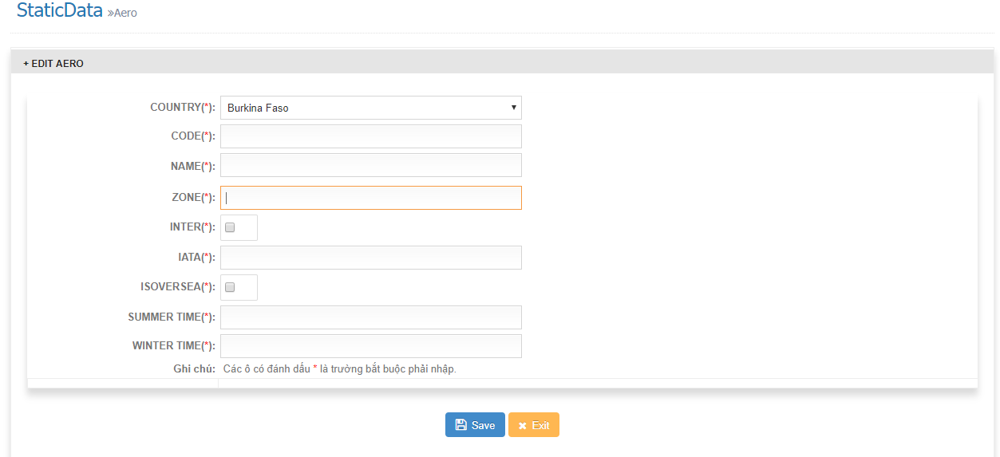 StaticData »Aero
+ EDIT AERO
COUNTRY(*): Burkina Faso
CODE(*):
NAME(*):
ZONE(*):
INTER(*):
IATA(*):
ISOVERSEA(*):
SUMMER TIME(*):
WINTER TIME(*):
Ghi chú: Các ô có đánh dấu * là trường bắt buộc phải nhập.
Save Exit